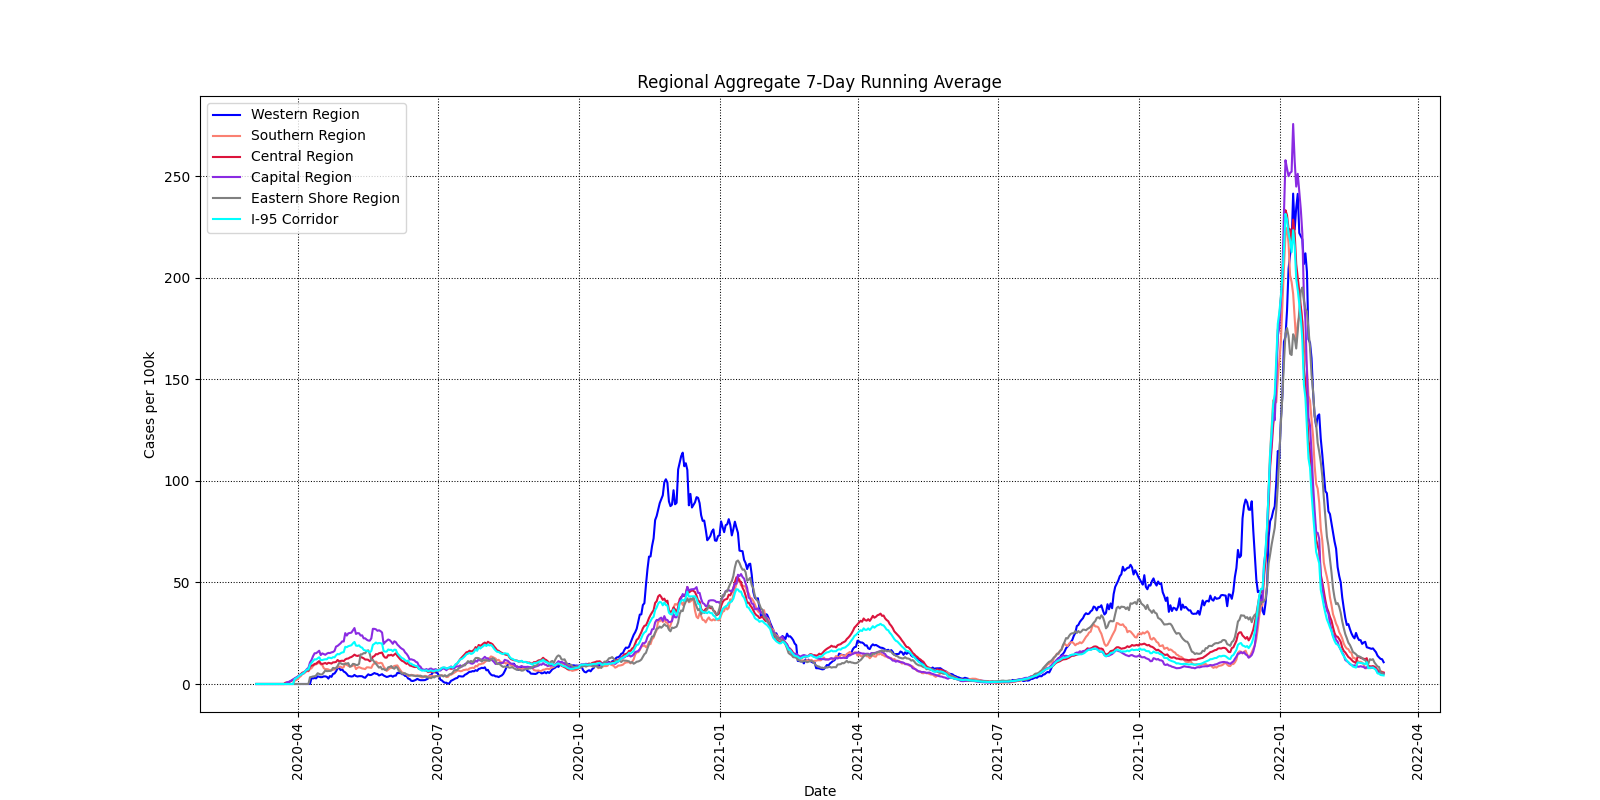 Regional Aggregate 7-Day Running Average
Western Region
Southern Region
Central Region
Capital Region
Eastern Shore Region
I-95 Corridor
Cases per 100k
250
200
150
100
50
0
2020-04
2020-07
2020-10
2021-01
2021-04
2021-07
2021-10
2022-01
2022-04
Date